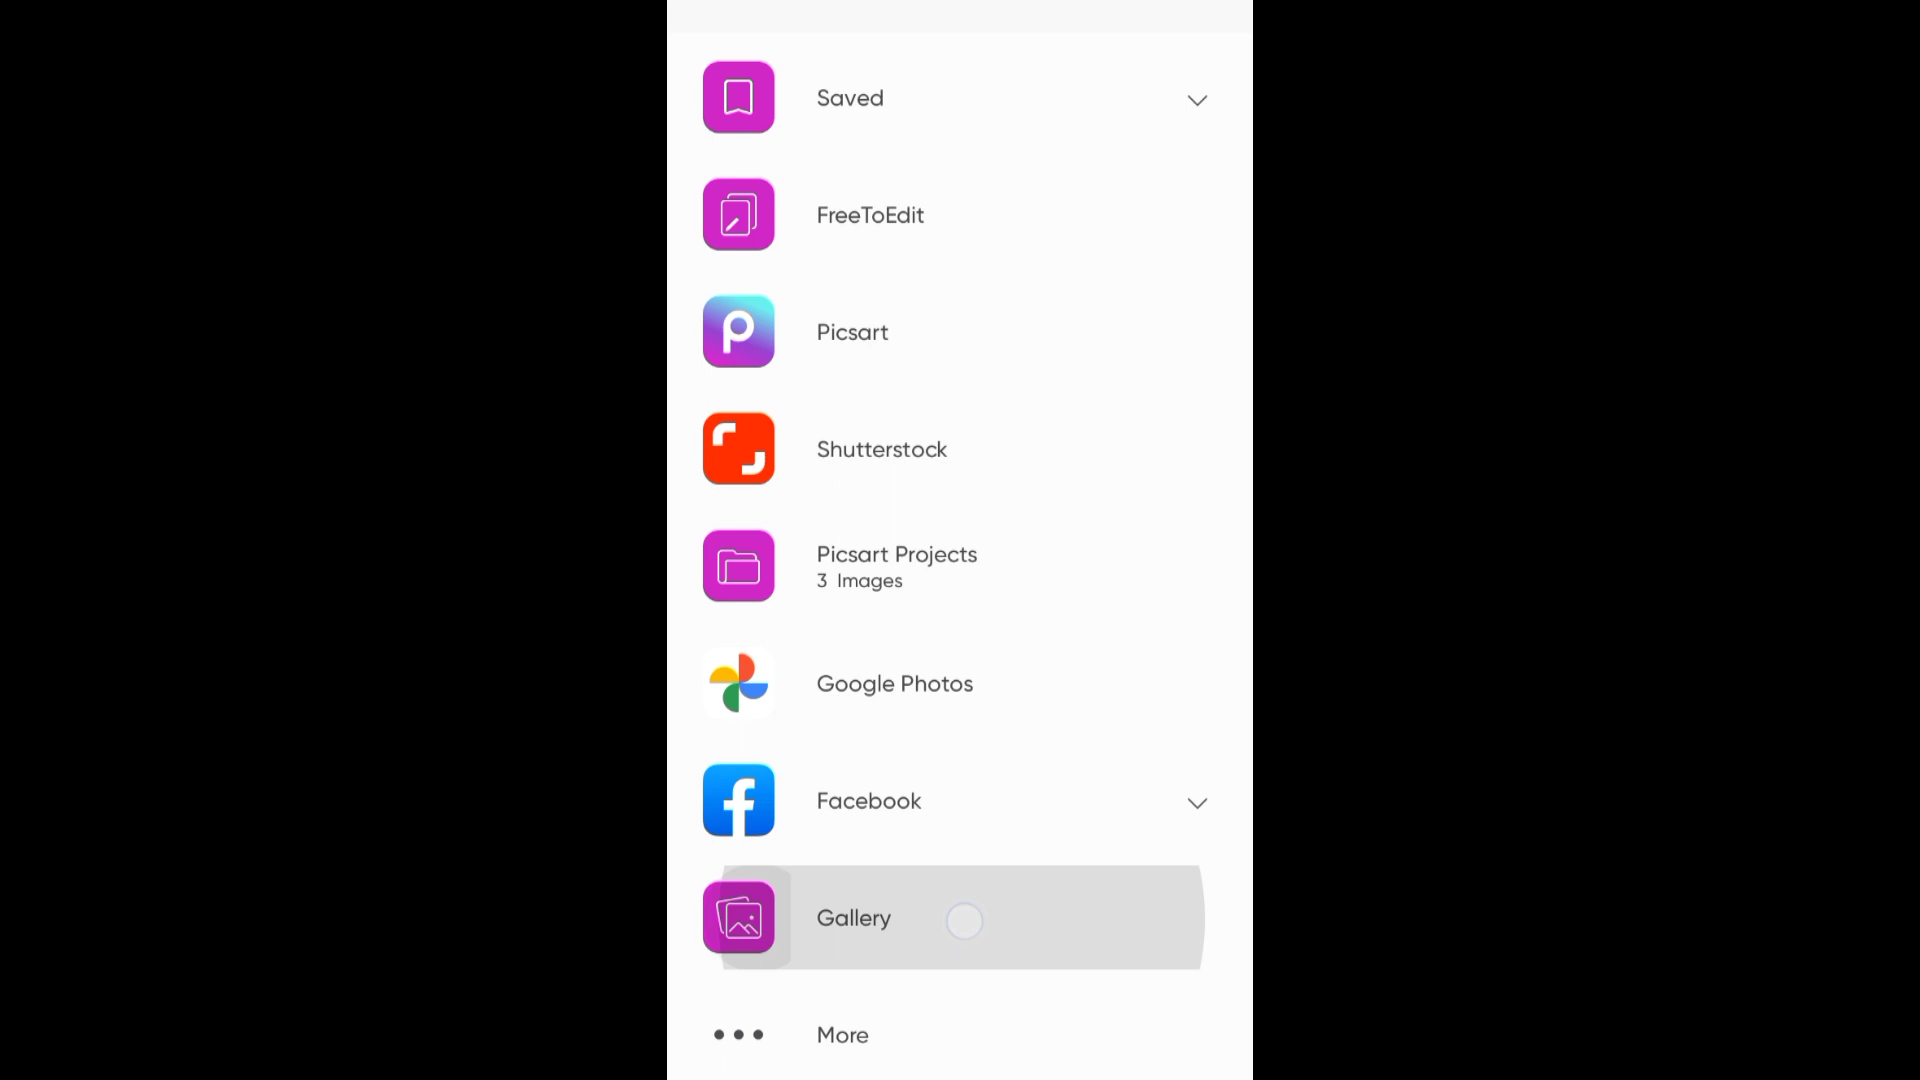 Saved
FreeToEdit
Picsart
Shutterstock
Picsart Projects
3 Images
Google Photos
Facebook
Gallery
More